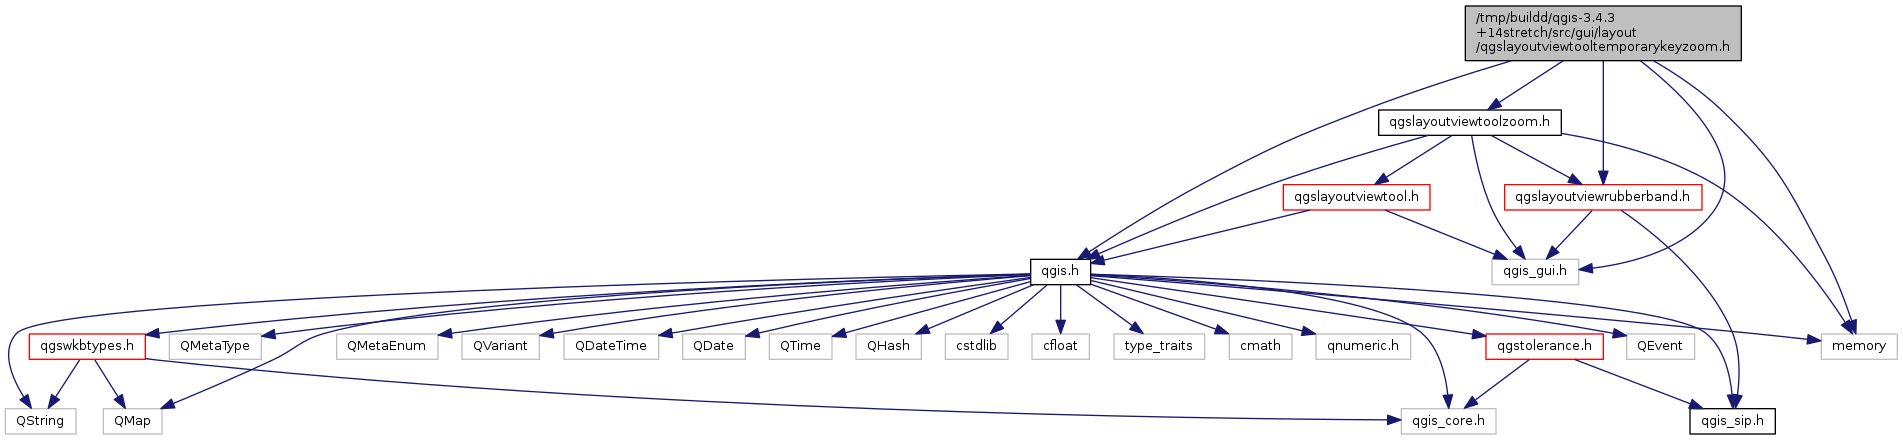 /tmp/buildd/qgis-3.4.3
+14stretch/src/gui/layout
/qgslayoutviewtooltemporarykeyzoom.h
qgslayoutviewtoolzoom.h
qgslayoutviewtool.h
qgslayoutviewrubberband.h
qgis.h
qgis_gui.h
qgswkbtypes.h
QMetaType
QMetaEnum
QVariant
QDateTime
QDate
QTime
QHash
cstdlib
cfloat
type_traits
cmath
qnumeric.h
qgstolerance.h
QEvent
memory
QString
QMap
qgis_core.h
qgis_sip.h